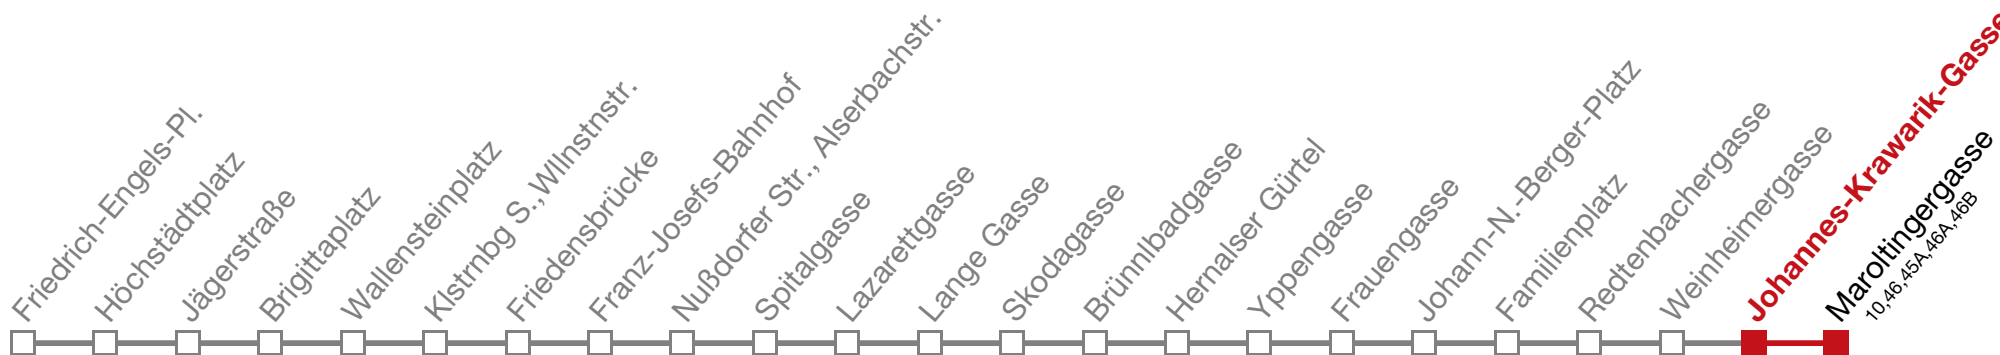 Friedrich-Engels-Pl.
Höchstädtplatz
Jägerstraße
Brigittaplatz
Wallensteinplatz
Klstrnbg S., Wllnstnstr.
Friedensbrücke
Franz-Josefs-Bahnhof
Nußdorfer Str., Alserbachstr.
Spitalgasse
Lazarettgasse
Lange Gasse
Skodagasse
Brünnlbadgasse
Hernalser Gürtel
Yppengasse
Frauengasse
Johann-N.-Berger-Platz
Familienplatz
Redtenbachergasse
Weinheimergasse
Johannes-Krawarik-Gasse
Maroltingergasse
10,46,45A,46A,46B